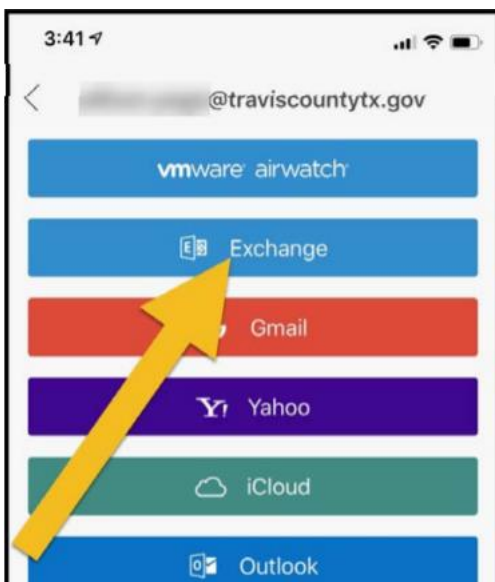 3:41
@traviscountytx.gov
vmware airwatch
Exchange
Gmail
Yahoo
iCloud
Outlook